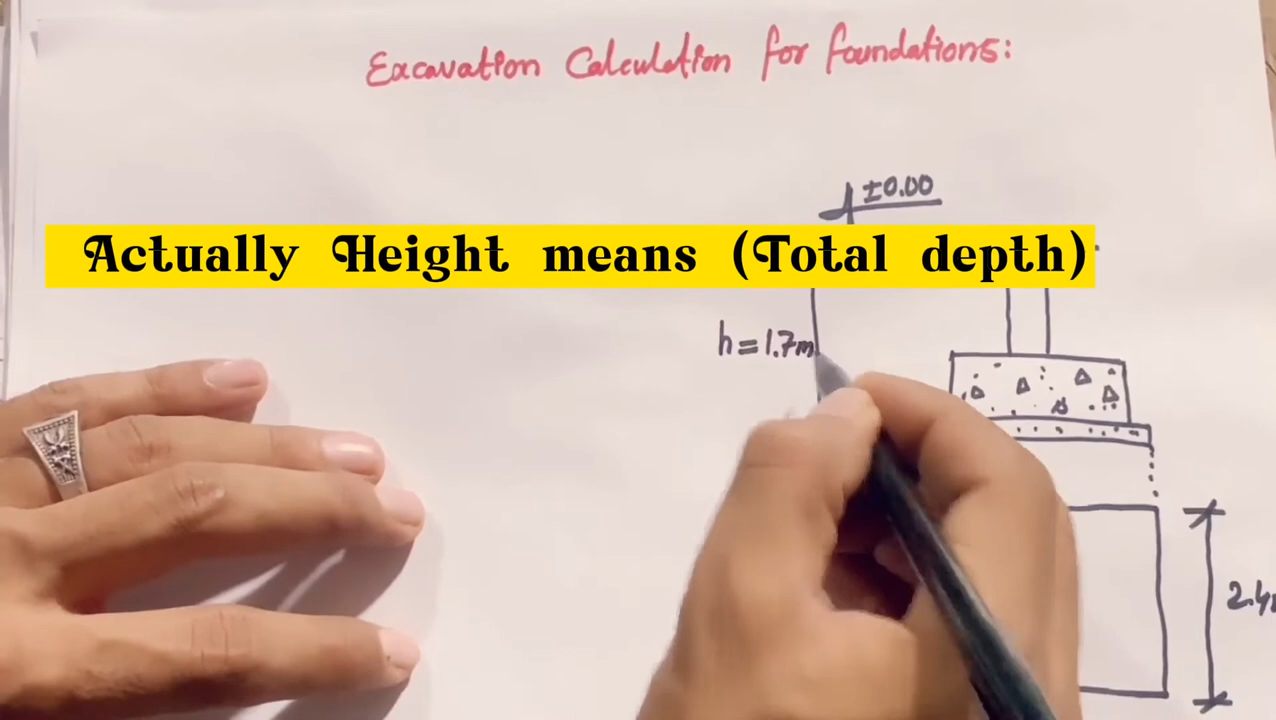 Excavation Calculation for foundations:
±0.00
Actually Height means (Total depth)
h=1.7m